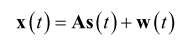 x(t) = As(t) + w(t)